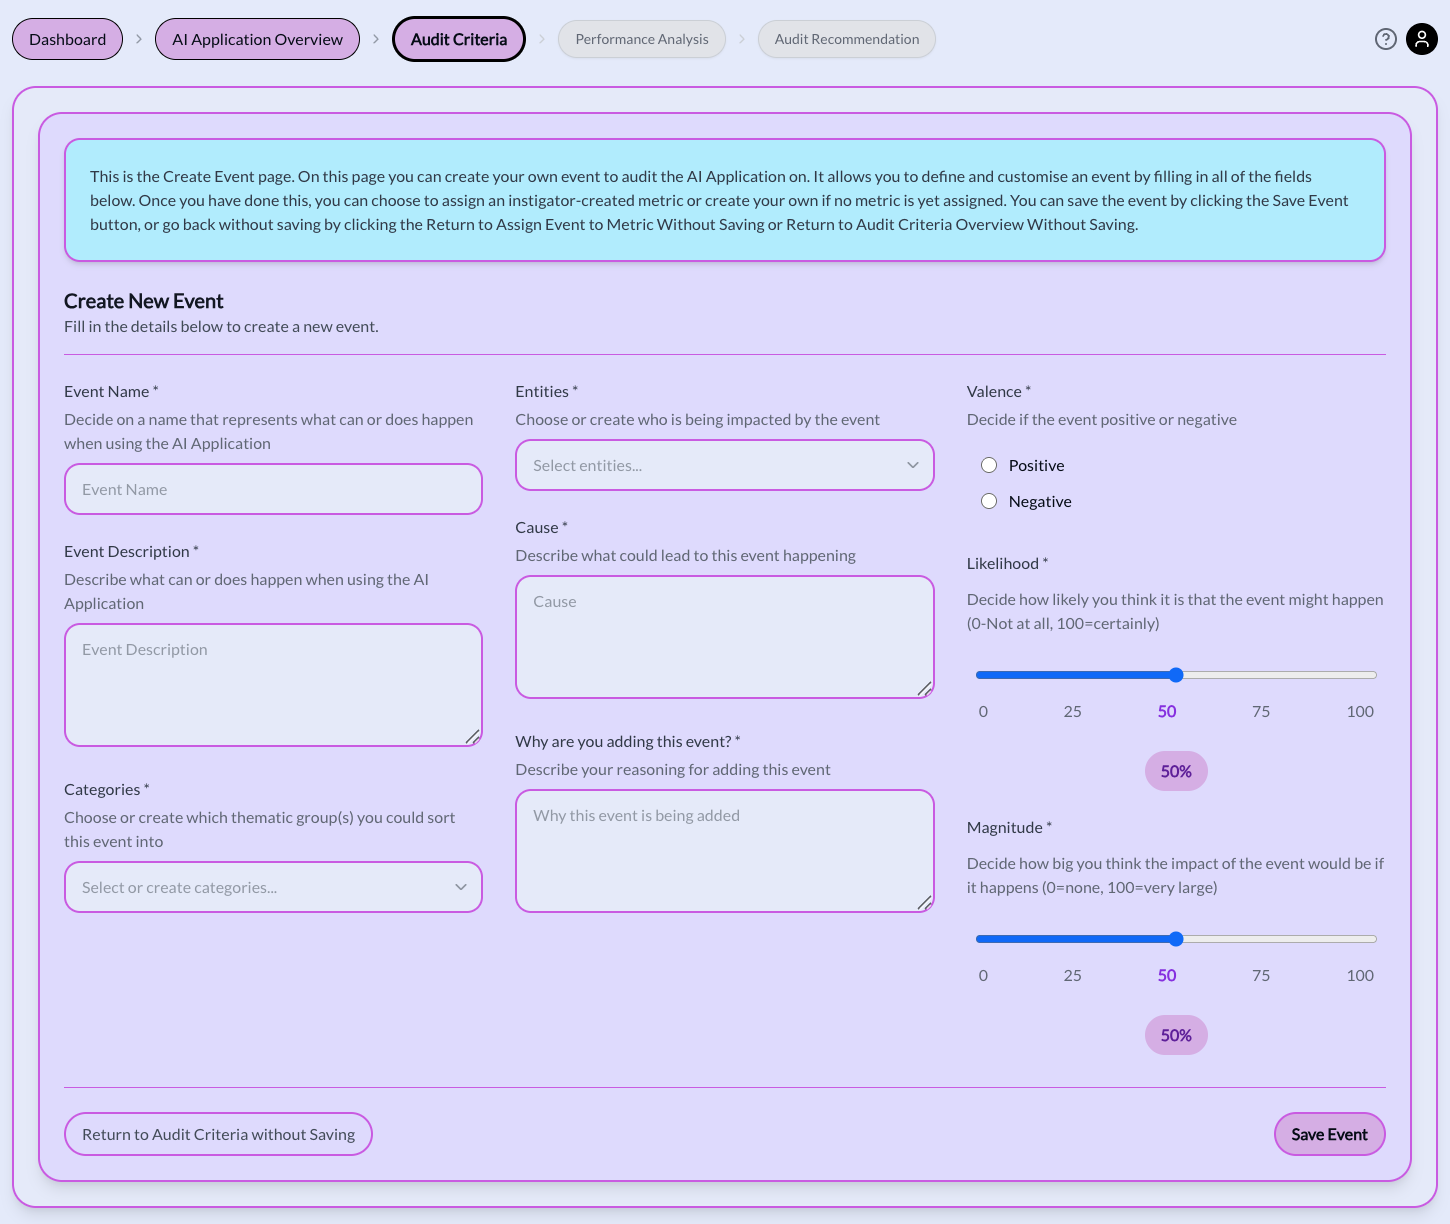 Dashboard
AI Application Overview
Audit Criteria
Performance Analysis
Audit Recommendation
This is the Create Event page. On this page you can create your own event to audit the AI Application on. It allows you to define and customise an event by filling in all of the fields
below. Once you have done this, you can choose to assign an instigator-created metric or create your own if no metric is yet assigned. You can save the event by clicking the Save Event
button, or go back without saving by clicking the Return to Assign Event to Metric Without Saving or Return to Audit Criteria Overview Without Saving.
Create New Event
Fill in the details below to create a new event.
Event Name *
Decide on a name that represents what can or does happen
when using the AI Application
Event Name
Event Description *
Describe what can or does happen when using the AI
Application
Event Description
Categories *
Choose or create which thematic group(s) you could sort
this event into
Select or create categories...
Entities *
Choose or create who is being impacted by the event
Select entities...
Cause *
Describe what could lead to this event happening
Cause
Why are you adding this event? *
Describe your reasoning for adding this event
Why this event is being added
Valence *
Decide if the event positive or negative
Positive
Negative
Likelihood *
Decide how likely you think it is that the event might happen
(0-Not at all, 100=certainly)
0 25 50 75 100
50%
Magnitude *
Decide how big you think the impact of the event would be if
it happens (0=none, 100=very large)
0 25 50 75 100
50%
Return to Audit Criteria without Saving
Save Event